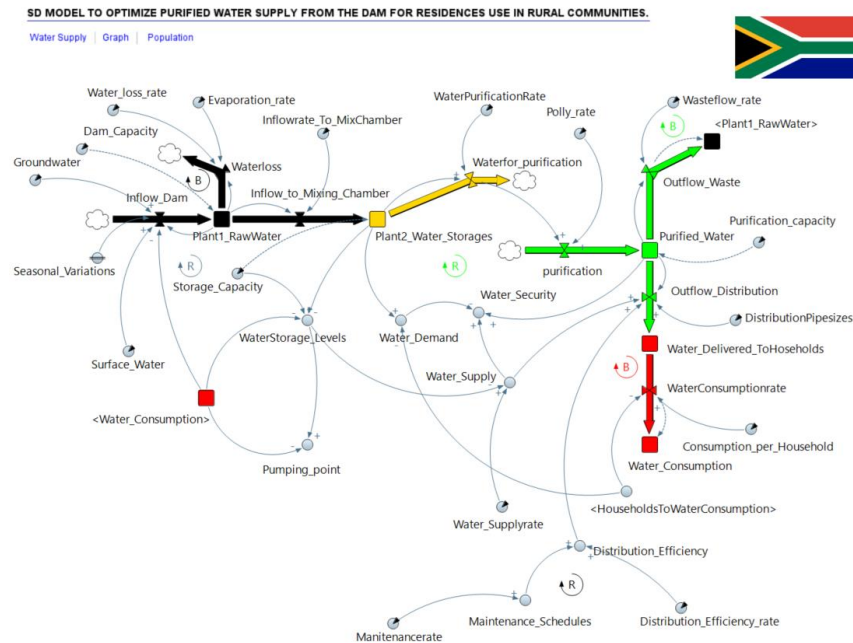 SD MODEL TO OPTIMIZE PURIFIED WATER SUPPLY FROM THE DAM FOR RESIDENCES USE IN RURAL COMMUNITIES.
Water Supply | Graph | Population
Water_loss_rate
Evaporation_rate
WaterPurificationRate
Wasteflow_rate
Dam_Capacity
Inflowrate_To_MixChamber
Polly_rate
<Plant1_RawWater>
B
Groundwater
Waterloss
Waterfor_purification
B
Outflow_Waste
Inflow_Dam
Inflow_to_Mixing_Chamber
Purification_capacity
Plant1_RawWater
Plant2_Water_Storages
Purified_Water
Seasonal_Variations
R
Storage_Capacity
R
purification
Outflow_Distribution
Water_Security
DistributionPipesizes
WaterStorage_Levels
Water_Demand
Water_Delivered_ToHoseholds
Surface_Water
B
Water_Supply
WaterConsumptionrate
<Water_Consumption>
Consumption_per_Household
Pumping_point
Water_Consumption
<HouseholdsToWaterConsumption>
Water_Supplyrate
Distribution_Efficiency
R
Manitenancerate
Maintenance_Schedules
Distribution_Efficiency_rate